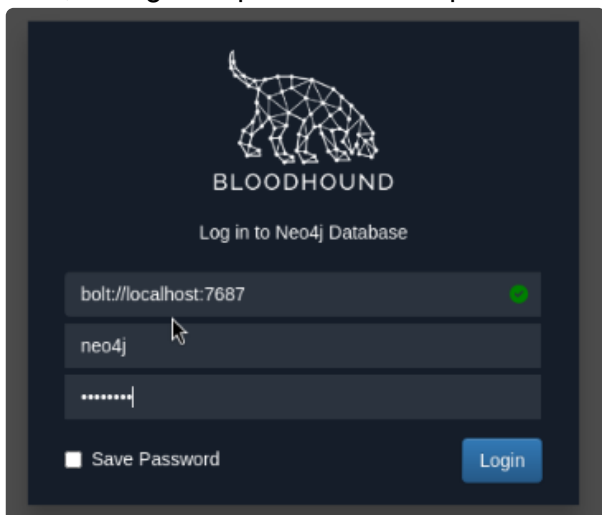 BLOODHOUND
Log in to Neo4j Database
bolt://localhost:7687
neo4j
••••••••
Save Password
Login